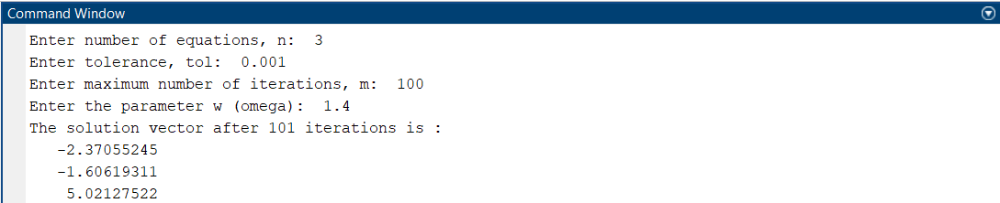 Command Window
Enter number of equations, n:  3
Enter tolerance, tol:  0.001
Enter maximum number of iterations, m:  100
Enter the parameter w (omega):  1.4
The solution vector after 101 iterations is :
-2.37055245
-1.60619311
5.02127522